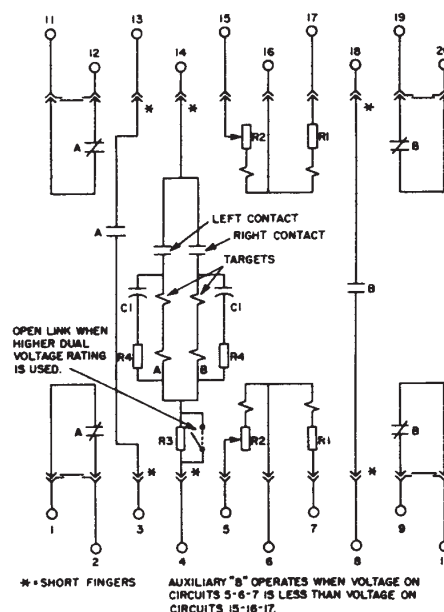 11 12 13 14 15 16 17 18 19
* * *
A R2 R1 B
LEFT CONTACT
RIGHT CONTACT
A B
TARGETS
C1 C1
OPEN LINK WHEN
HIGHER DUAL
VOLTAGE RATING
IS USED.
R4 A B R4
A R3 R2 R1 B
* * *
1 2 3 4 5 6 7 8 9
* = SHORT FINGERS
AUXILIARY "B" OPERATES WHEN VOLTAGE ON
CIRCUITS 5-6-7 IS LESS THAN VOLTAGE ON
CIRCUITS 15-16-17.